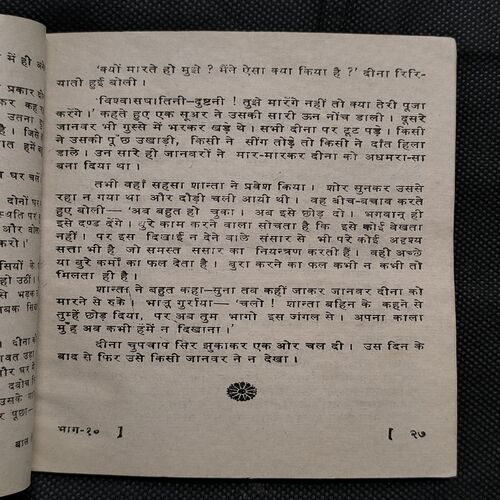 में ही अके
प्रकार हो
'क्यों मारते हो मुझे ? मैंने ऐसा क्या किया है ?' दीना रिरि-
याती हुई बोली ।
'विश्वासघातिनी-दुष्टनी ! तुझे मारेंगे नहीं तो क्या तेरी पूजा
करेंगे ।' कहते हुए एक सूअर ने उसकी सारी ऊन नोंच डाली । दूसरे
जानवर भी गुस्से में भरकर खड़े थे । सभी दीना पर टूट पड़े । किसी
ने उसकी पूँछ उखाड़ी, किसी ने सींग तोड़े तो किसी ने दाँत हिला
डाले । उन सारे ही जानवरों ने मार-मारकर दीना को अधमरा-सा
बना दिया था ।
तभी वहाँ सहसा शान्ता ने प्रवेश किया । शोर सुनकर उससे
रहा न गया था और दौड़ी चली आयी थी । वह बीच-बचाव करते
हुए बोली— 'अब बहुत हो चुका । अब इसे छोड़ दो । भगवान् ही
इसे दण्ड देंगे । बुरे काम करने वाला सोचता है कि इसे कोई देखता
नहीं । पर इस दिखाई न देने वाले संसार से भी परे कोई अदृश्य
सत्ता भी है जो समस्त संसार का नियन्त्रण करती हैं । वही अच्छे
या बुरे कर्मों का फल देता है । बुरा करने का फल कभी न कभी तो
मिलता ही है ।
शान्ता ने बहुत कहा-सुना तब कहीं जाकर जानवर दीना को
मारने से रुके । भानु गुर्राया— 'चलो ! शान्ता बहिन के कहने से
तुम्हें छोड़ दिया, पर अब तुम भागो इस जंगल से । अपना काला
मुँह अब कभी हमें न दिखाना ।'
दीना चुपचाप सिर झुकाकर एक ओर चल दी । उस दिन के
बाद से फिर उसे किसी जानवर ने न देखा ।
भाग-१० ] [ २७